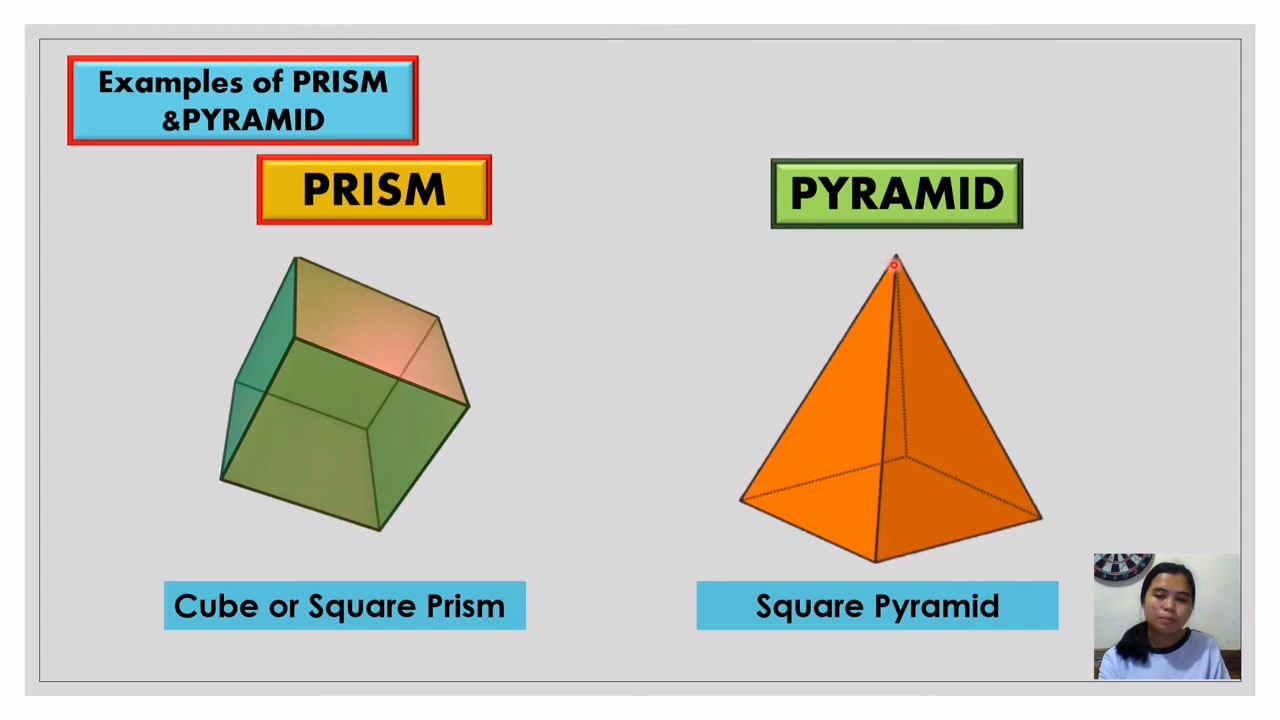 Examples of PRISM
&PYRAMID
PRISM
PYRAMID
Cube or Square Prism
Square Pyramid